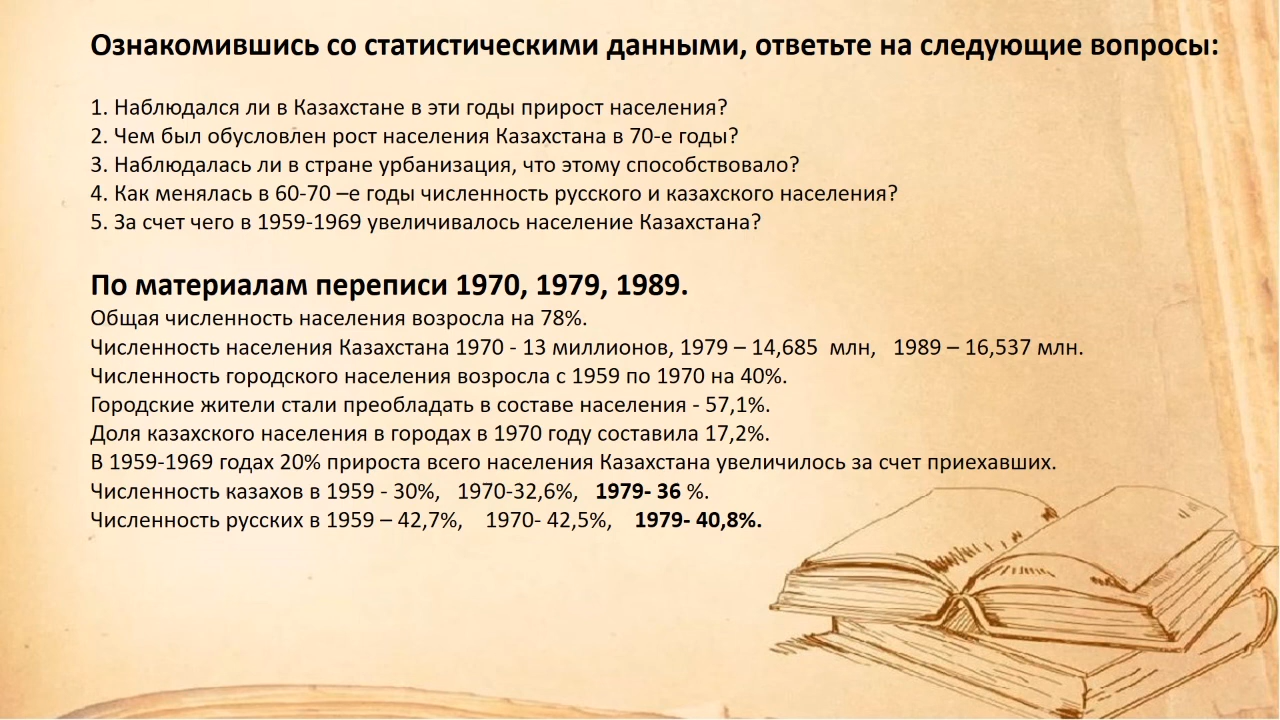 Ознакомившись со статистическими данными, ответьте на следующие вопросы:
1. Наблюдался ли в Казахстане в эти годы прирост населения?
2. Чем был обусловлен рост населения Казахстана в 70-е годы?
3. Наблюдалась ли в стране урбанизация, что этому способствовало?
4. Как менялась в 60-70 –е годы численность русского и казахского населения?
5. За счет чего в 1959-1969 увеличивалось население Казахстана?
По материалам переписи 1970, 1979, 1989.
Общая численность населения возросла на 78%.
Численность населения Казахстана 1970 - 13 миллионов, 1979 – 14,685 млн, 1989 – 16,537 млн.
Численность городского населения возросла с 1959 по 1970 на 40%.
Городские жители стали преобладать в составе населения - 57,1%.
Доля казахского населения в городах в 1970 году составила 17,2%.
В 1959-1969 годах 20% прироста всего населения Казахстана увеличилось за счет приехавших.
Численность казахов в 1959 - 30%, 1970-32,6%, 1979- 36 %.
Численность русских в 1959 – 42,7%, 1970- 42,5%, 1979- 40,8%.